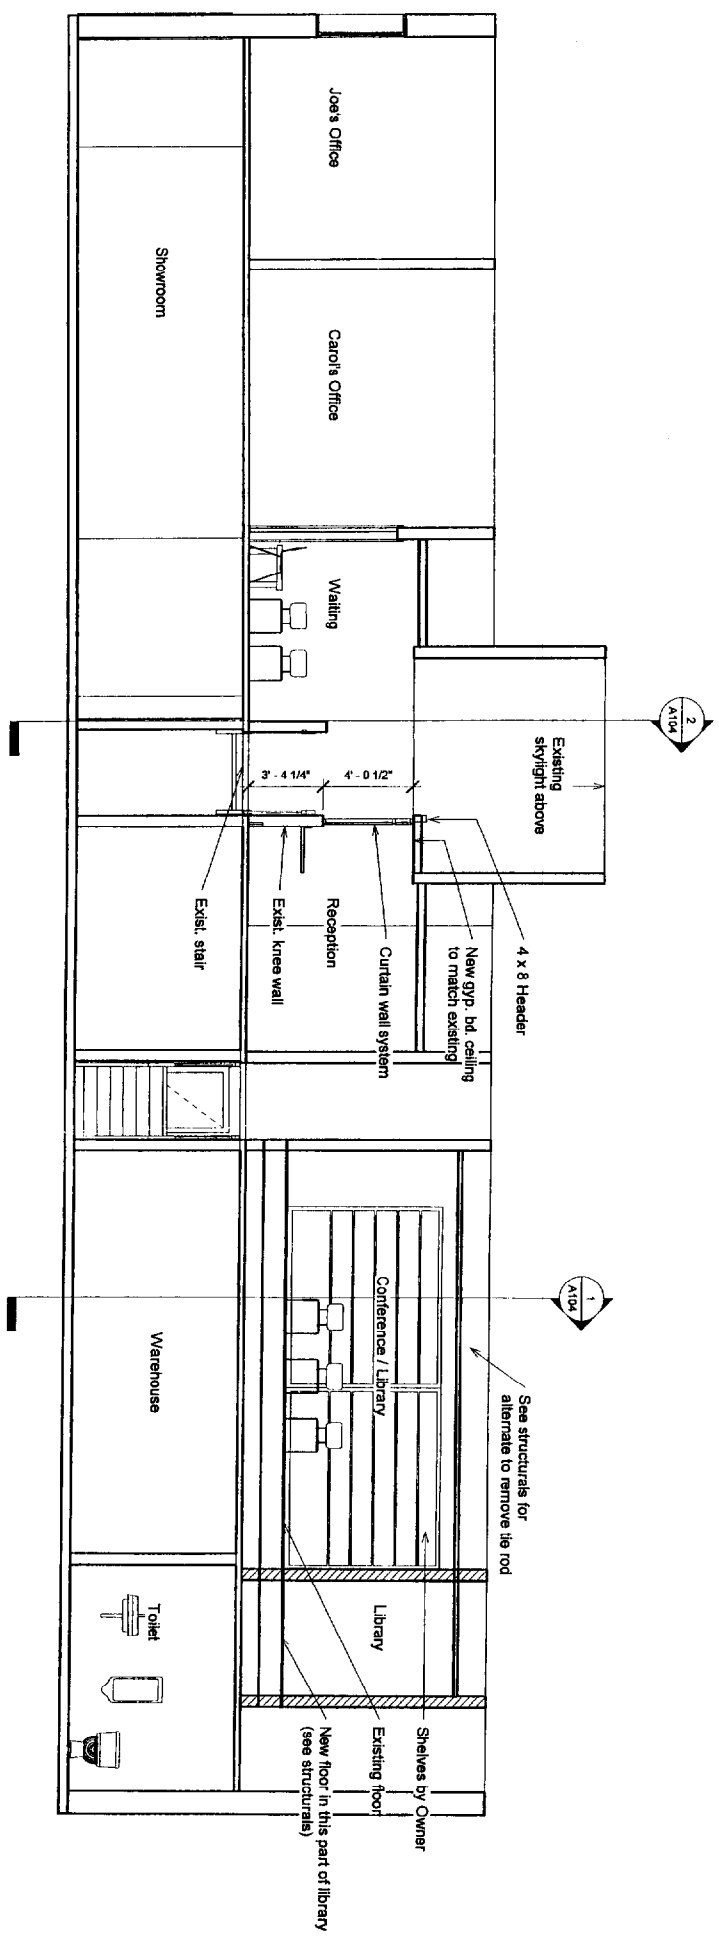 2
A104
1
A104
Existing
skylight above
4 x 8 Header
New gyp. bd. ceiling
to match existing
See structurals for
alternate to remove tie rod
Joe's Office
Carol's Office
Waiting
3' - 4 1/4"
4' - 0 1/2"
Reception
Curtain wall system
Exist. knee wall
Exist. stair
Conference / Library
Library
Shelves by Owner
Existing floor
New floor in this part of library
(see structurals)
Showroom
Warehouse
Toilet